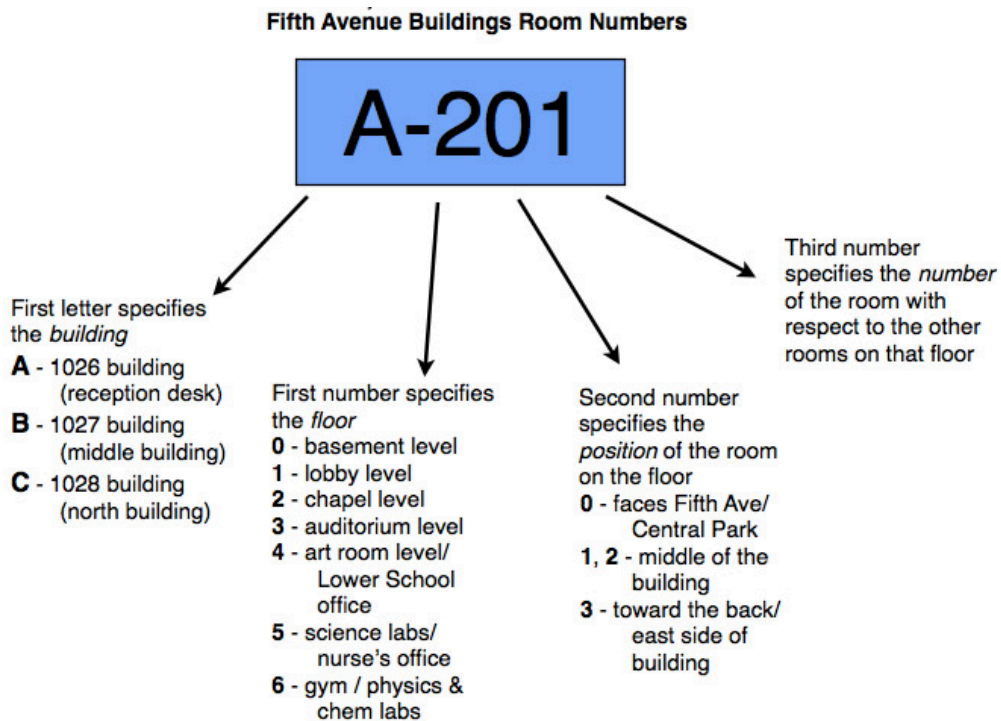 Fifth Avenue Buildings Room Numbers
A-201
First letter specifies
the building
A - 1026 building
(reception desk)
B - 1027 building
(middle building)
C - 1028 building
(north building)
First number specifies
the floor
0 - basement level
1 - lobby level
2 - chapel level
3 - auditorium level
4 - art room level/
Lower School
office
5 - science labs/
nurse's office
6 - gym / physics &
chem labs
Second number
specifies the
position of the room
on the floor
0 - faces Fifth Ave/
Central Park
1, 2 - middle of the
building
3 - toward the back/
east side of
building
Third number
specifies the number
of the room with
respect to the other
rooms on that floor